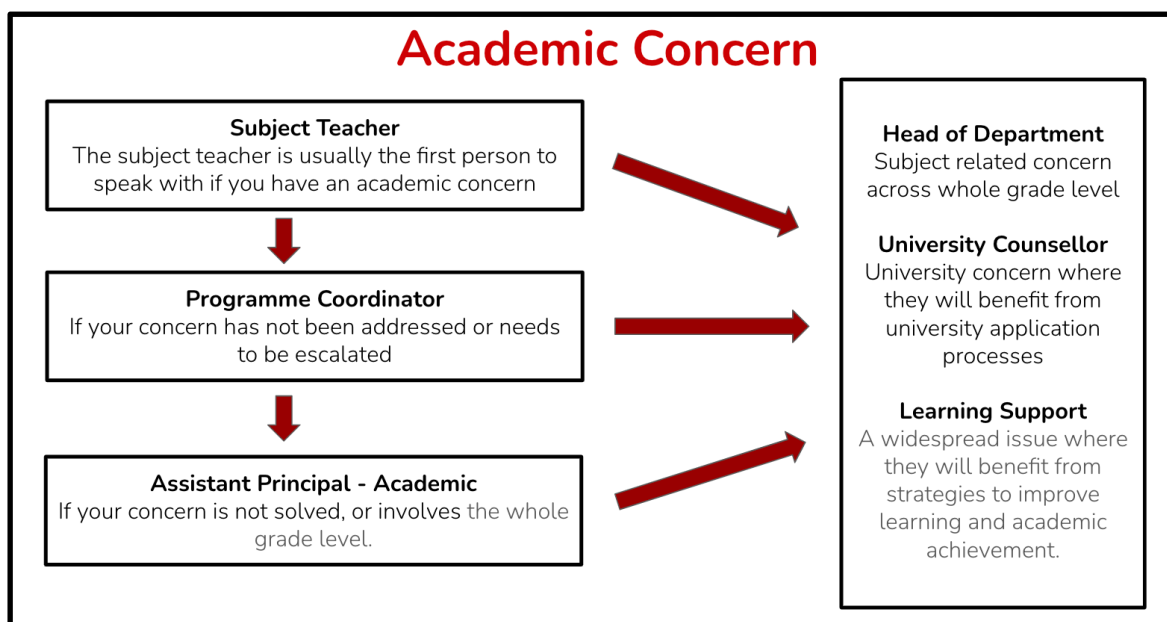 Academic Concern
Subject Teacher
The subject teacher is usually the first person to
speak with if you have an academic concern
Programme Coordinator
If your concern has not been addressed or needs
to be escalated
Assistant Principal - Academic
If your concern is not solved, or involves the whole
grade level.
Head of Department
Subject related concern
across whole grade level
University Counsellor
University concern where
they will benefit from
university application
processes
Learning Support
A widespread issue where
they will benefit from
strategies to improve
learning and academic
achievement.